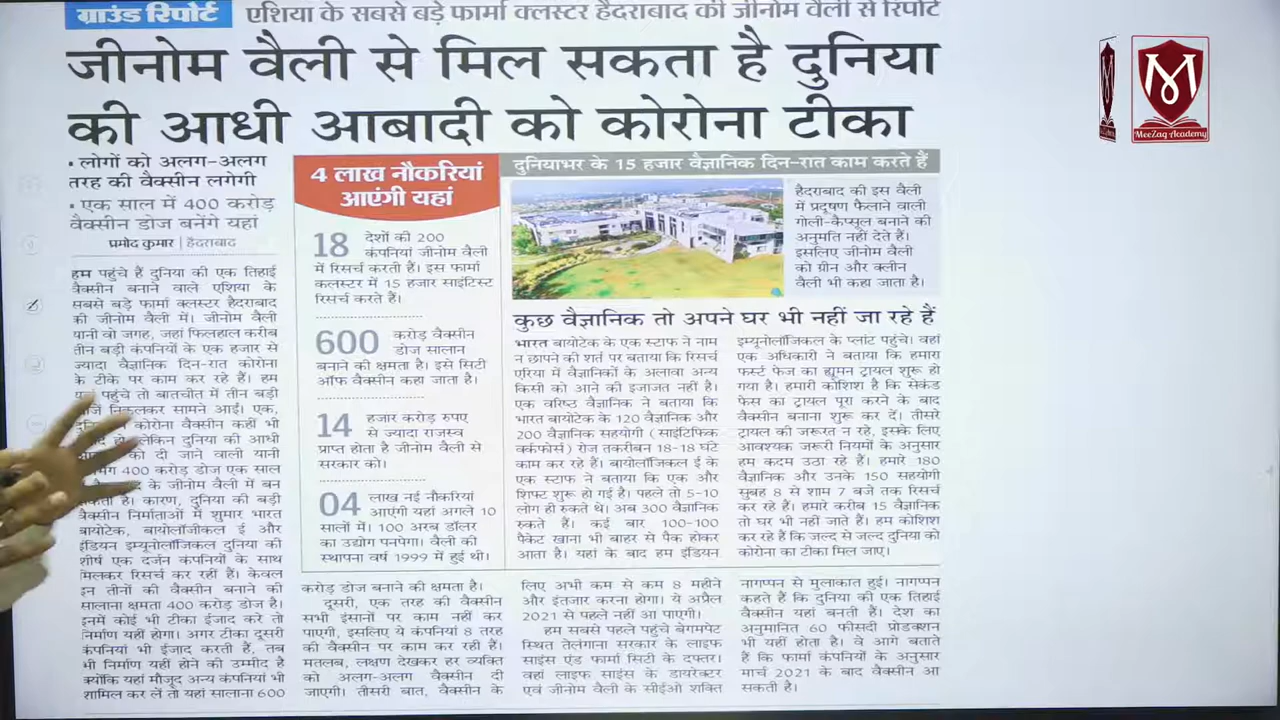 ग्राउंड रिपोर्ट
एशिया के सबसे बड़े फार्मा क्लस्टर हैदराबाद की जीनोम वैली से रिपोर्ट
जीनोम वैली से मिल सकता है दुनिया
की आधी आबादी को कोरोना टीका
MeeZaq Academy
• लोगों को अलग-अलग
तरह की वैक्सीन लगेगी
• एक साल में 400 करोड़
वैक्सीन डोज बनेंगे यहां
प्रमोद कुमार | हैदराबाद
हम पहुंचे हैं दुनिया की एक तिहाई
वैक्सीन बनाने वाले एशिया के
सबसे बड़े फार्मा क्लस्टर हैदराबाद
की जीनोम वैली में। जीनोम वैली
यानी वो जगह, जहां फिलहाल करीब
तीन बड़ी कंपनियों के एक हजार से
ज्यादा वैज्ञानिक दिन-रात कोरोना
के टीके पर काम कर रहे हैं। हम
पहुंचे तो बातचीत में तीन बड़ी
निकलकर सामने आईं। एक,
कोरोना वैक्सीन कहीं भी
लेकिन दुनिया की आधी
को दी जाने वाली यानी
400 करोड़ डोज एक साल
के जीनोम वैली में बन
है। कारण, दुनिया की बड़ी
वैक्सीन निर्माताओं में शुमार भारत
बायोटेक, बायोलॉजीकल ई और
इंडियन इम्यूनोलॉजिकल दुनिया की
शीर्ष एक दर्जन कंपनियों के साथ
मिलकर रिसर्च कर रही हैं। केवल
इन तीनों की वैक्सीन बनाने की
सालाना क्षमता 400 करोड़ डोज है।
इनमें कोई भी टीका ईजाद करे तो
निर्माण यहीं होगा। अगर टीका दूसरी
कंपनियां भी ईजाद करती हैं, तब
भी निर्माण यहीं होने की उम्मीद है
क्योंकि यहां मौजूद अन्य कंपनियां भी
शामिल कर लें तो यहां सालाना 600
4 लाख नौकरियां
आएंगी यहां
18 देशों की 200
कंपनियां जीनोम वैली
में रिसर्च करती हैं। इस फार्मा
कलस्टर में 15 हजार साइंटिस्ट
रिसर्च करते हैं।
600 करोड़ वैक्सीन
डोज सालाना
बनाने की क्षमता है। इसे सिटी
ऑफ वैक्सीन कहा जाता है।
14 हजार करोड़ रुपए
से ज्यादा राजस्व
प्राप्त होता है जीनोम वैली से
सरकार को।
04 लाख नई नौकरियां
आएंगी यहां अगले 10
सालों में। 100 अरब डॉलर
का उद्योग पनपेगा। वैली की
स्थापना वर्ष 1999 में हुई थी।
करोड़ डोज बनाने की क्षमता है।
दूसरी, एक तरह की वैक्सीन
सभी इंसानों पर काम नहीं कर
पाएगी, इसलिए ये कंपनियां 8 तरह
की वैक्सीन पर काम कर रही हैं।
मतलब, लक्षण देखकर हर व्यक्ति
को अलग-अलग वैक्सीन दी
जाएगी। तीसरी बात, वैक्सीन के
दुनियाभर के 15 हजार वैज्ञानिक दिन-रात काम करते हैं
हैदराबाद की इस वैली
में प्रदूषण फैलाने वाली
गोली-कैप्सूल बनाने की
अनुमति नहीं देते हैं।
इसलिए जीनोम वैली
को ग्रीन और क्लीन
वैली भी कहा जाता है।
कुछ वैज्ञानिक तो अपने घर भी नहीं जा रहे हैं
भारत बायोटेक के एक स्टाफ ने नाम
न छापने की शर्त पर बताया कि रिसर्च
एरिया में वैज्ञानिकों के अलावा अन्य
किसी को आने की इजाजत नहीं है।
एक वरिष्ठ वैज्ञानिक ने बताया कि
भारत बायोटेक के 120 वैज्ञानिक और
200 वैज्ञानिक सहयोगी (साइंटिफिक
वर्कफोर्स) रोज तकरीबन 18-18 घंटे
काम कर रहे हैं। बायोलॉजिकल ई के
एक स्टाफ ने बताया कि एक और
शिफ्ट शुरू हो गई है। पहले तो 5-10
लोग ही रुकते थे। अब 300 वैज्ञानिक
रुकते हैं। कई बार 100-100
पैकेट खाना भी बाहर से पैक होकर
आता है। यहां के बाद हम इंडियन
इम्यूनोलॉजिकल के प्लांट पहुंचे। वहां
एक अधिकारी ने बताया कि हमारा
फर्स्ट फेज का ह्यूमन ट्रायल शुरू हो
गया है। हमारी कोशिश है कि सेकंड
फेस का ट्रायल पूरा करने के बाद
वैक्सीन बनाना शुरू कर दें। तीसरे
ट्रायल की जरूरत न रहे, इसके लिए
आवश्यक जरूरी नियमों के अनुसार
हम कदम उठा रहे हैं। हमारे 180
वैज्ञानिक और उनके 150 सहयोगी
सुबह 8 से शाम 7 बजे तक रिसर्च
कर रहे हैं। हमारे करीब 15 वैज्ञानिक
तो घर भी नहीं जाते हैं। हम कोशिश
कर रहे हैं कि जल्द से जल्द दुनिया को
कोरोना का टीका मिल जाए।
लिए अभी कम से कम 8 महीने
और इंतजार करना होगा। ये अप्रैल
2021 से पहले नहीं आ पाएगी।
हम सबसे पहले पहुंचे बेगमपेट
स्थित तेलंगाना सरकार के लाइफ
साइंस एंड फार्मा सिटी के दफ्तर।
वहां लाइफ साइंस के डायरेक्टर
एवं जीनोम वैली के सीईओ शक्ति
नागप्पन से मुलाकात हुई। नागप्पन
कहते हैं कि दुनिया की एक तिहाई
वैक्सीन यहां बनती हैं। देश का
अनुमानित 60 फीसदी प्रोडक्शन
भी यहीं होता है। वे आगे बताते
हैं कि फार्मा कंपनियों के अनुसार
मार्च 2021 के बाद वैक्सीन आ
सकती है।